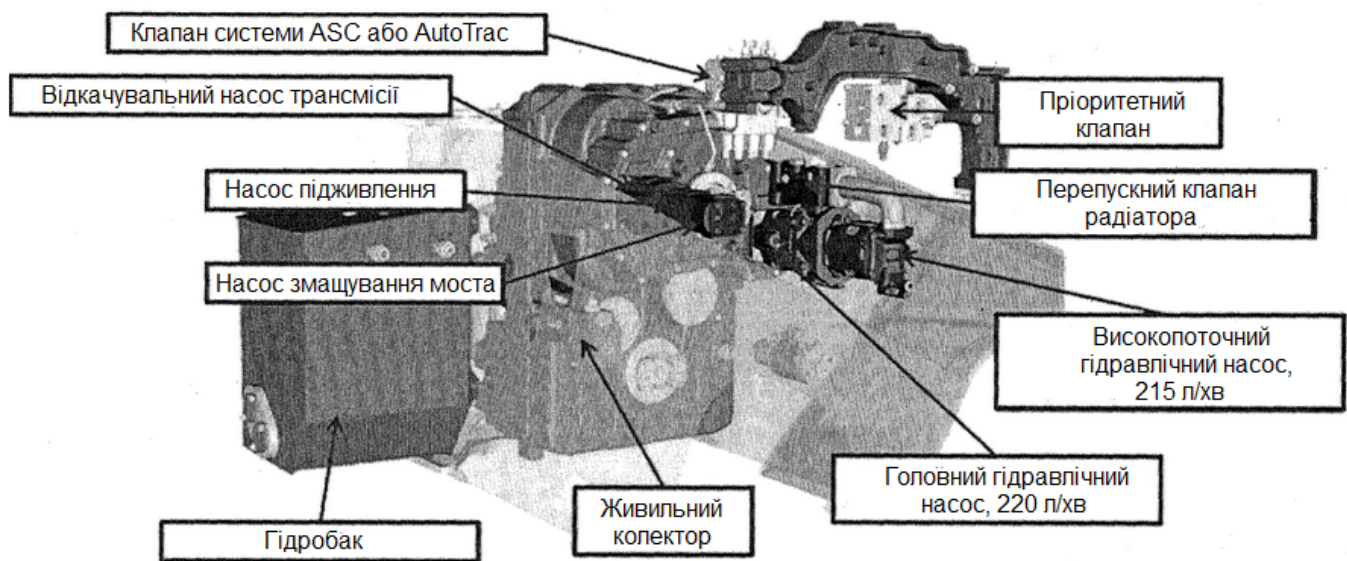 Клапан системи ASC або AutoTrac
Відкачувальний насос трансмісії
Насос підживлення
Насос змащування моста
Гідробак
Живильний
колектор
Пріоритетний
клапан
Перепускний клапан
радіатора
Високопоточний
гідравлічний насос,
215 л/хв
Головний гідравлічний
насос, 220 л/хв